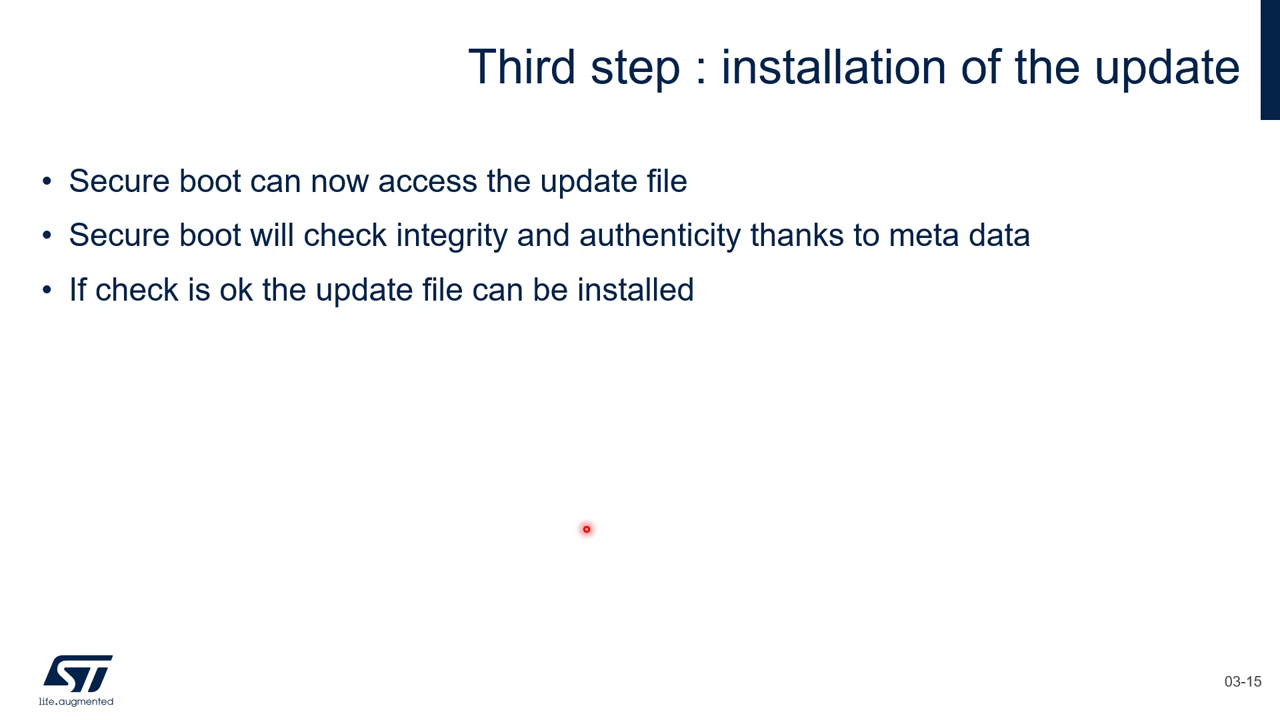 Third step : installation of the update
• Secure boot can now access the update file
• Secure boot will check integrity and authenticity thanks to meta data
• If check is ok the update file can be installed
ST
life.augmented
03-15